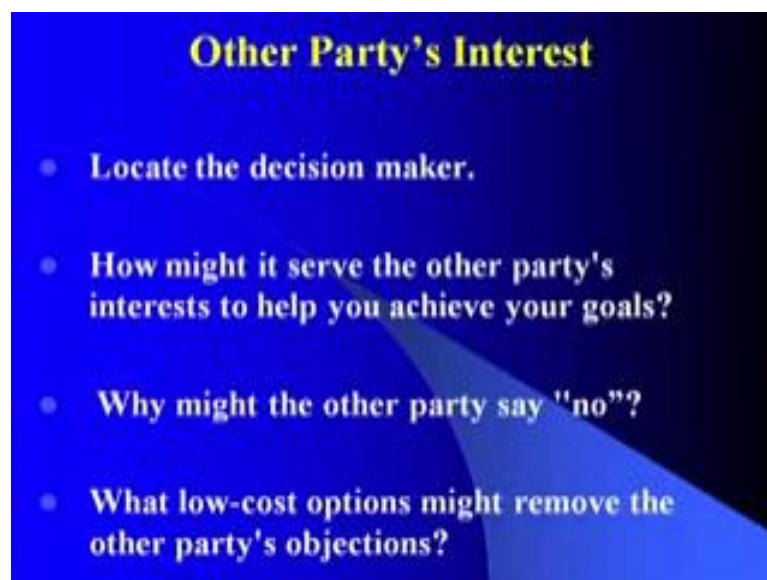 Other Party’s Interest
Locate the decision maker.
How might it serve the other party's
interests to help you achieve your goals?
Why might the other party say "no”?
What low-cost options might remove the
other party's objections?